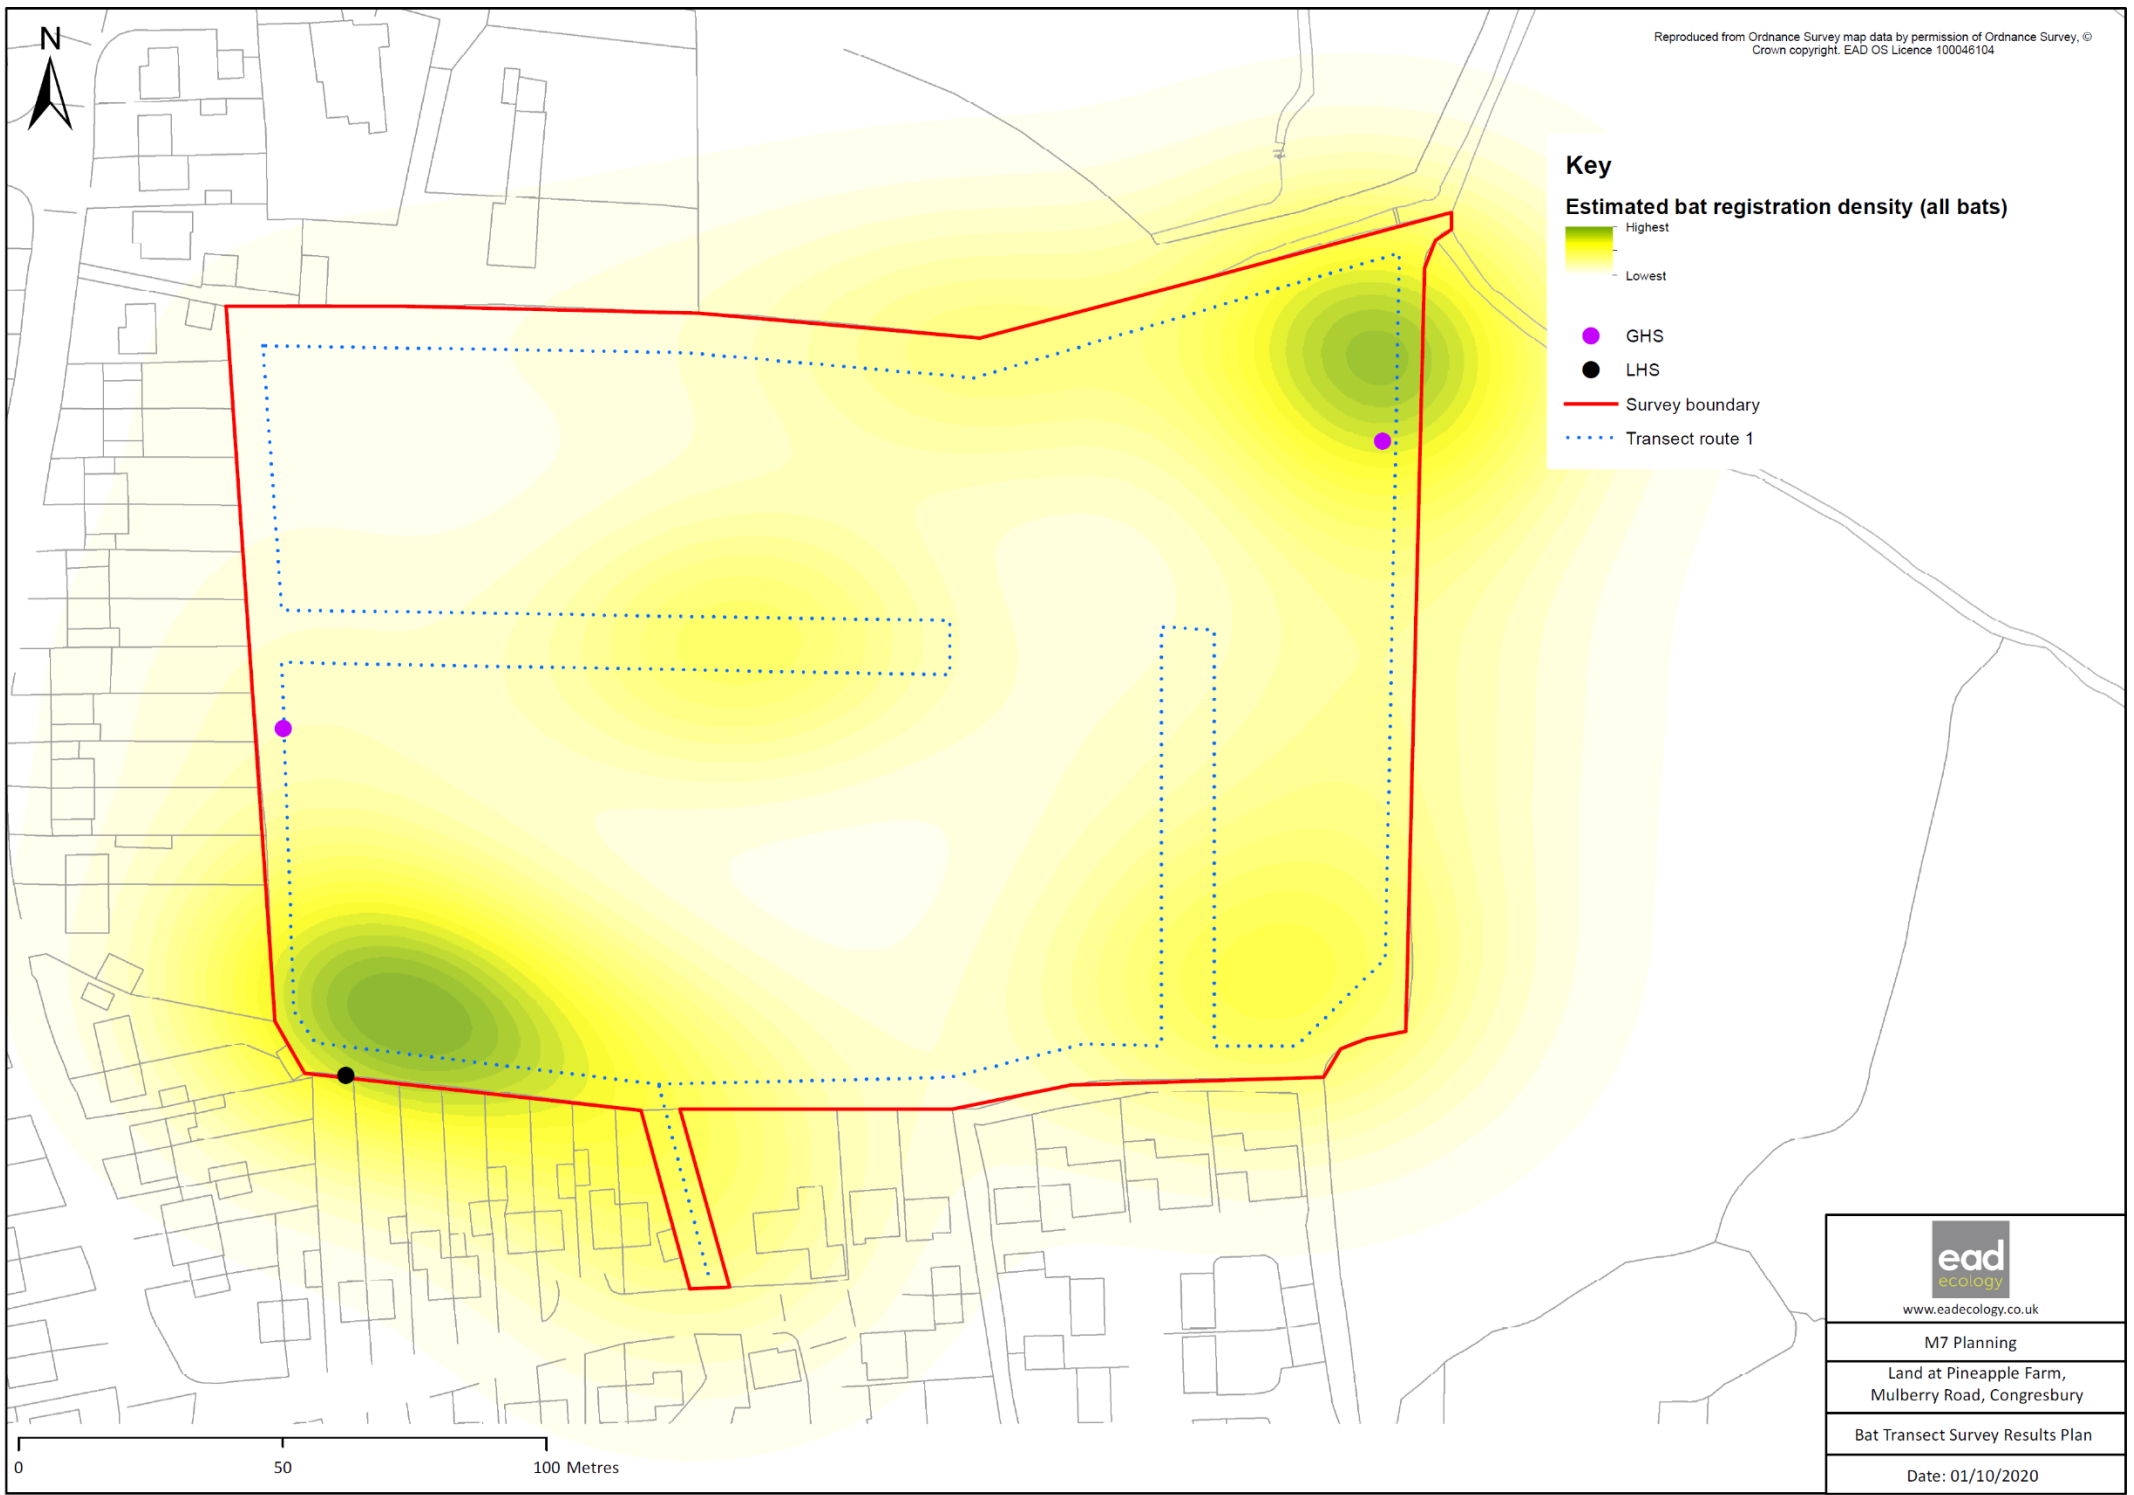 N
Reproduced from Ordnance Survey map data by permission of Ordnance Survey, ©
Crown copyright. EAD OS Licence 100046104
Key
Estimated bat registration density (all bats)
Highest
Lowest
GHS
LHS
Survey boundary
Transect route 1
ead
ecology
www.eadecology.co.uk
M7 Planning
Land at Pineapple Farm,
Mulberry Road, Congresbury
Bat Transect Survey Results Plan
Date: 01/10/2020
0 50 100 Metres